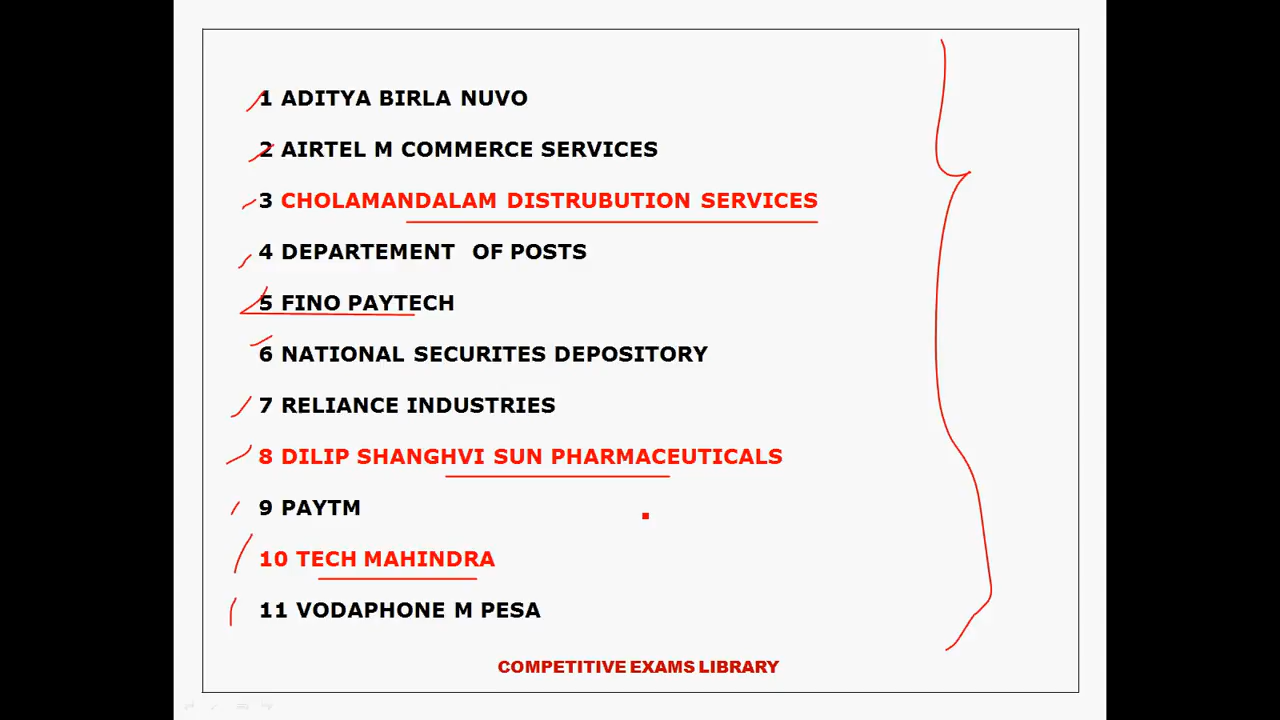 1 ADITYA BIRLA NUVO
2 AIRTEL M COMMERCE SERVICES
3 CHOLAMANDALAM DISTRUBUTION SERVICES
4 DEPARTEMENT OF POSTS
5 FINO PAYTECH
6 NATIONAL SECURITES DEPOSITORY
7 RELIANCE INDUSTRIES
8 DILIP SHANGHVI SUN PHARMACEUTICALS
9 PAYTM
10 TECH MAHINDRA
11 VODAPHONE M PESA
COMPETITIVE EXAMS LIBRARY